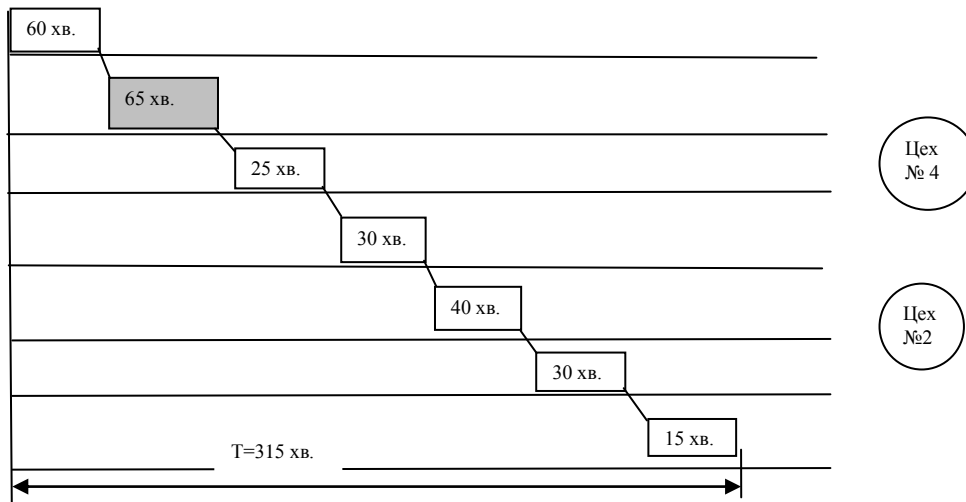 60 хв.
65 хв.
25 хв.
Цех
№ 4
30 хв.
40 хв.
Цех
№2
30 хв.
15 хв.
Т=315 хв.